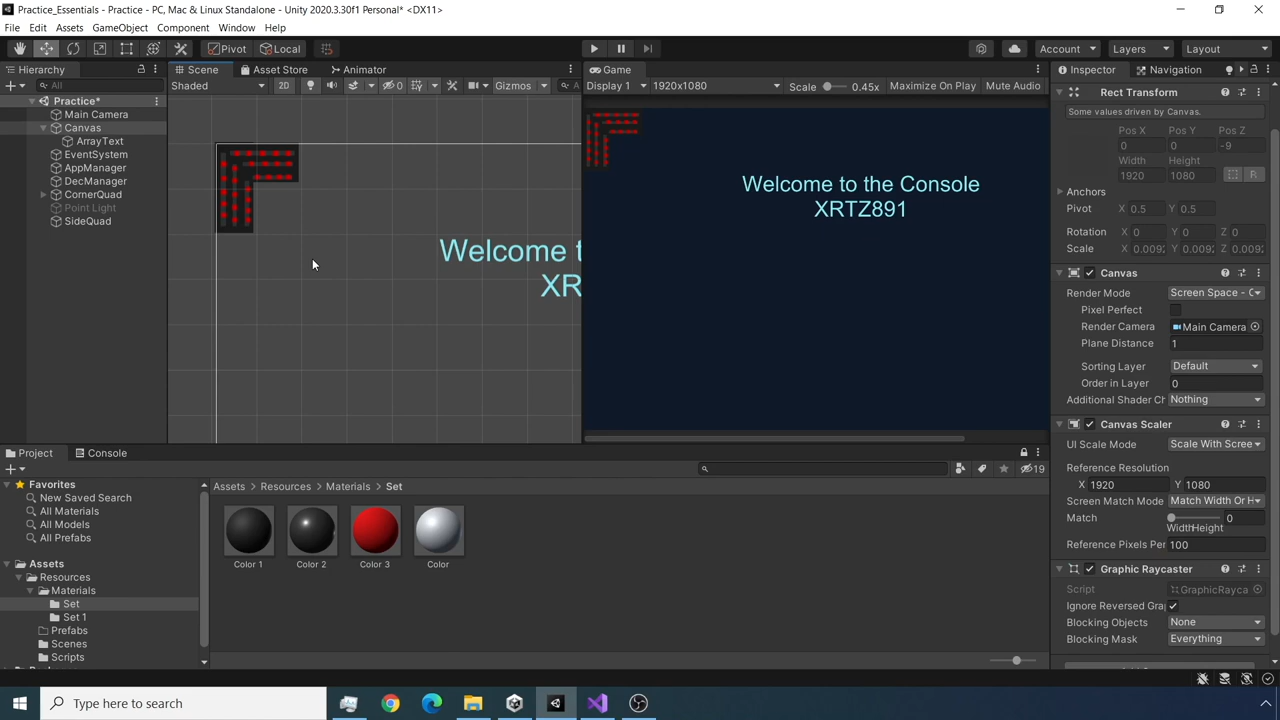 Practice_Essentials - Practice - PC, Mac & Linux Standalone - Unity 2020.3.30f1 Personal* <DX11>
File Edit Assets GameObject Component Window Help
Pivot Local Account Layers Layout
Hierarchy Scene Asset Store Animator Game Inspector Navigation
All Shaded 2D 0 Gizmos Display 1 1920x1080 Scale 0.45x Maximize On Play Mute Audio
Practice*
Main Camera
Canvas
ArrayText
EventSystem
AppManager
DecManager
CornerQuad
Point Light
SideQuad
Welcome t
XR
Welcome to the Console
XRTZ891
Rect Transform
Some values driven by Canvas.
Pos X Pos Y Pos Z
0 0 -9
Width Height
1920 1080 R
Anchors
Pivot X 0.5 Y 0.5
Rotation X 0 Y 0 Z 0
Scale X 0.009 Y 0.009 Z 0.009
Canvas
Render Mode Screen Space - C
Pixel Perfect
Render Camera Main Camera
Plane Distance 1
Sorting Layer Default
Order in Layer 0
Additional Shader Ch Nothing
Canvas Scaler
UI Scale Mode Scale With Scree
Reference Resolution
X 1920 Y 1080
Screen Match Mode Match Width Or H
Match 0
Width Height
Reference Pixels Per 100
Graphic Raycaster
Script GraphicRayca
Ignore Reversed Gra
Blocking Objects None
Blocking Mask Everything
Project Console
19
Favorites
New Saved Search
All Materials
All Models
All Prefabs
Assets
Resources
Materials
Set
Set 1
Prefabs
Scenes
Scripts
Assets > Resources > Materials > Set
Color 1 Color 2 Color 3 Color
Type here to search